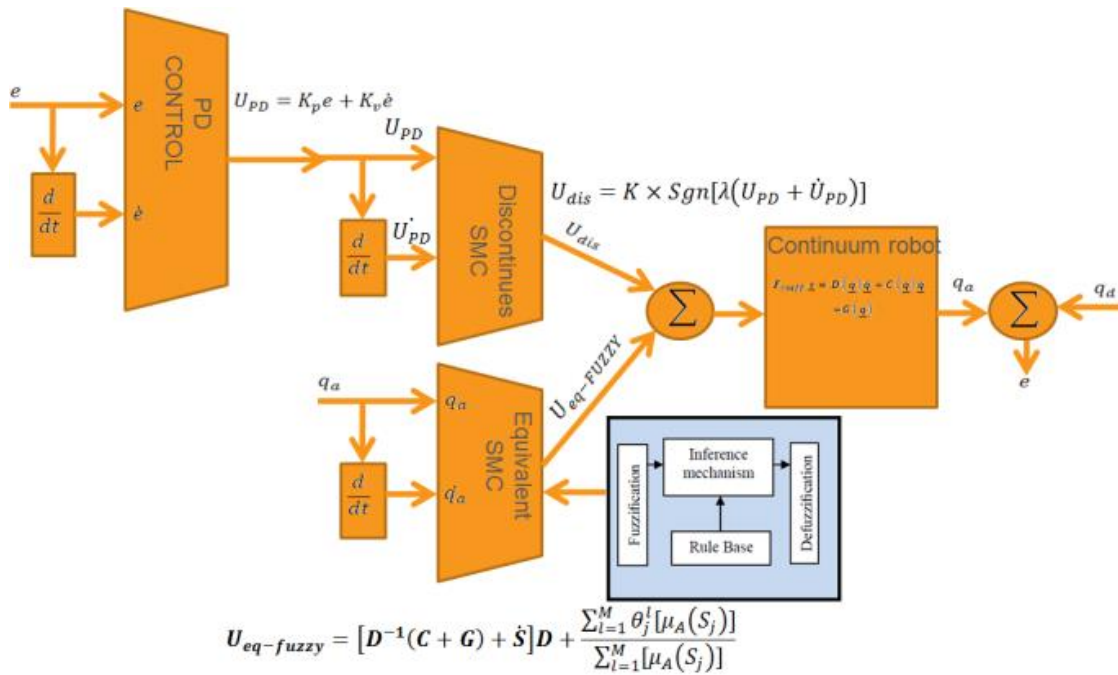 e
PD
CONTROL
e
ė
d
dt
U_PD = K_p e + K_v ė
U_PD
U̇_PD
d
dt
Discontinues
SMC
U_dis = K × Sgn[λ(U_PD + U̇_PD)]
U_dis
Σ
Continuum robot
q_a
Σ
q_d
e
q_a
q_a
d
dt
q̇_a
Equivalent
SMC
U_eq−FUZZY
Fuzzification
Inference
mechanism
Rule Base
Defuzzification
U_eq−fuzzy = [D⁻¹(C + G) + Ṡ]D + ∑_{l=1}^{M} θ_j^l [μ_A(S_j)] / ∑_{l=1}^{M} [μ_A(S_j)]